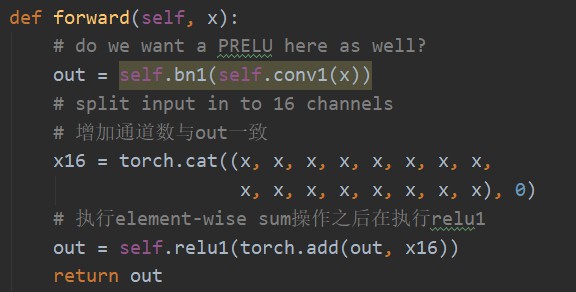 def forward(self, x):
# do we want a PRELU here as well?
out = self.bn1(self.conv1(x))
# split input in to 16 channels
# 增加通道数与out一致
x16 = torch.cat((x, x, x, x, x, x, x, x,
x, x, x, x, x, x, x, x), 0)
# 执行element-wise sum操作之后在执行relu1
out = self.relu1(torch.add(out, x16))
return out